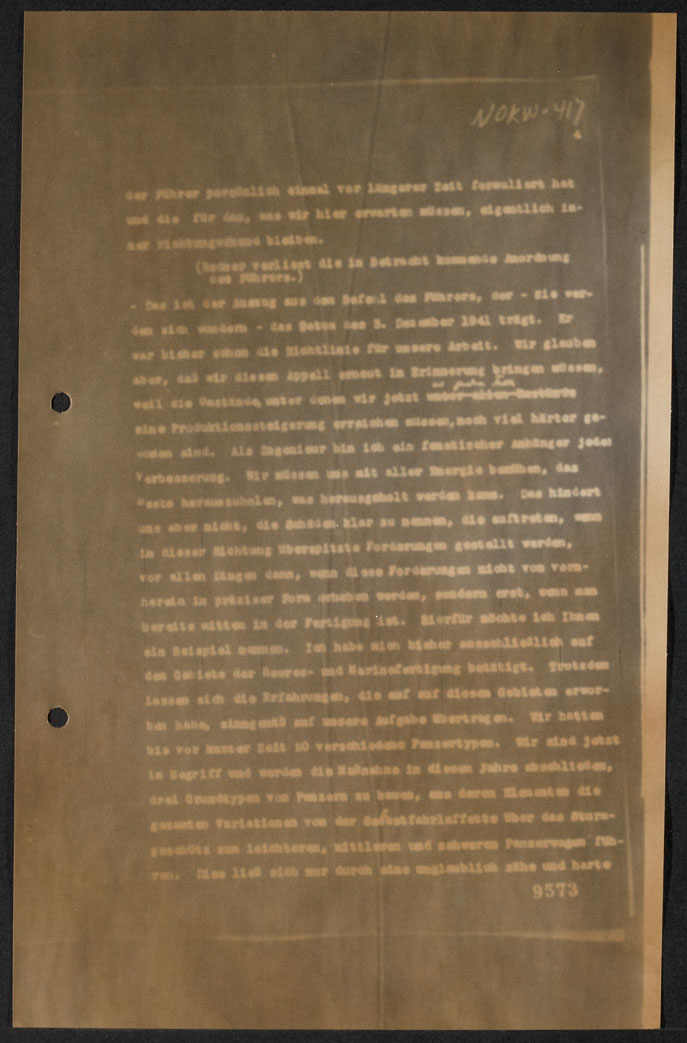 NOKW-417
der Führer persönlich einmal vor längerer Zeit formuliert hat
und die für das, was wir hier erwarten müssen, eigentlich im-
mer richtunggebend bleiben.
(Redner verliest die in Betracht kommende Anordnung
des Führers.)
- Das ist der Auszug aus dem Befehl des Führers, der - Sie wer-
den sich wundern - das Datum des 3. Dezember 1941 trägt. Er
war bisher schon die Richtlinie für unsere Arbeit. Wir glauben
aber, daß wir diesen Appell erneut in Erinnerung bringen müssen,
weil die Umstände, unter denen wir jetzt
eine Produktionssteigerung erreichen müssen, noch viel härter ge-
worden sind. Als Ingenieur bin ich ein fanatischer Anhänger jeder
Verbesserung. Wir müssen uns mit aller Energie bemühen, das
Beste herauszuholen, was herausgeholt werden kann. Das hindert
uns aber nicht, die Schäden klar zu nennen, die auftreten, wenn
in dieser Richtung überspitzte Forderungen gestellt werden,
vor allen Dingen dann, wenn diese Forderungen nicht von vorn-
herein in präziser Form erhoben werden, sondern erst, wenn man
bereits mitten in der Fertigung ist. Hierfür möchte ich Ihnen
ein Beispiel nennen. Ich habe mich bisher ausschließlich auf
dem Gebiete der Heeres- und Marinefertigung betätigt. Trotzdem
lassen sich die Erfahrungen, die auf auf diesem Gebieten erwor-
ben habe, sinngemäß auf unsere Aufgabe übertragen. Wir hatten
bis vor kurzer Zeit 10 verschiedene Panzertypen. Wir sind jetzt
im Begriff und werden die Maßnahme in diesem Jahre abschließen,
drei Grundtypen von Panzern zu bauen, aus deren Elementen die
gesamten Variationen von der Selbstfahrlaffette über das Sturm-
geschütz zum leichteren, mittleren und schweren Panzerwagen füh-
ren. Dies ließ sich nur durch eine unglaublich zähe und harte
9573